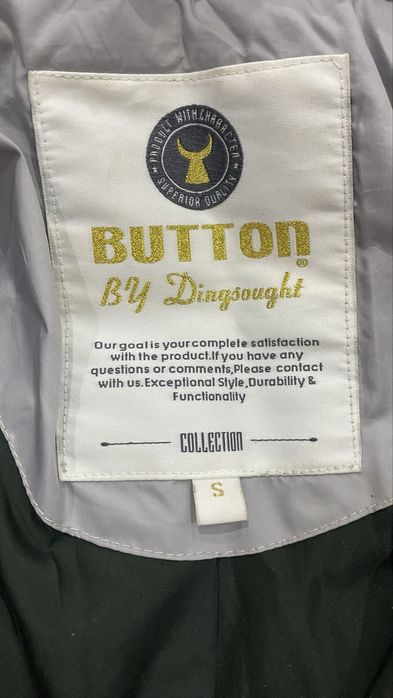 PRODUCT WITH CHARACTER
SUPERIOR QUALITY
BUTTON
®
By Dingsought
Our goal is your complete satisfaction
with the product.If you have any
questions or comments,Please contact
with us.Exceptional Style,Durability &
Functionality
COLLECTION
S